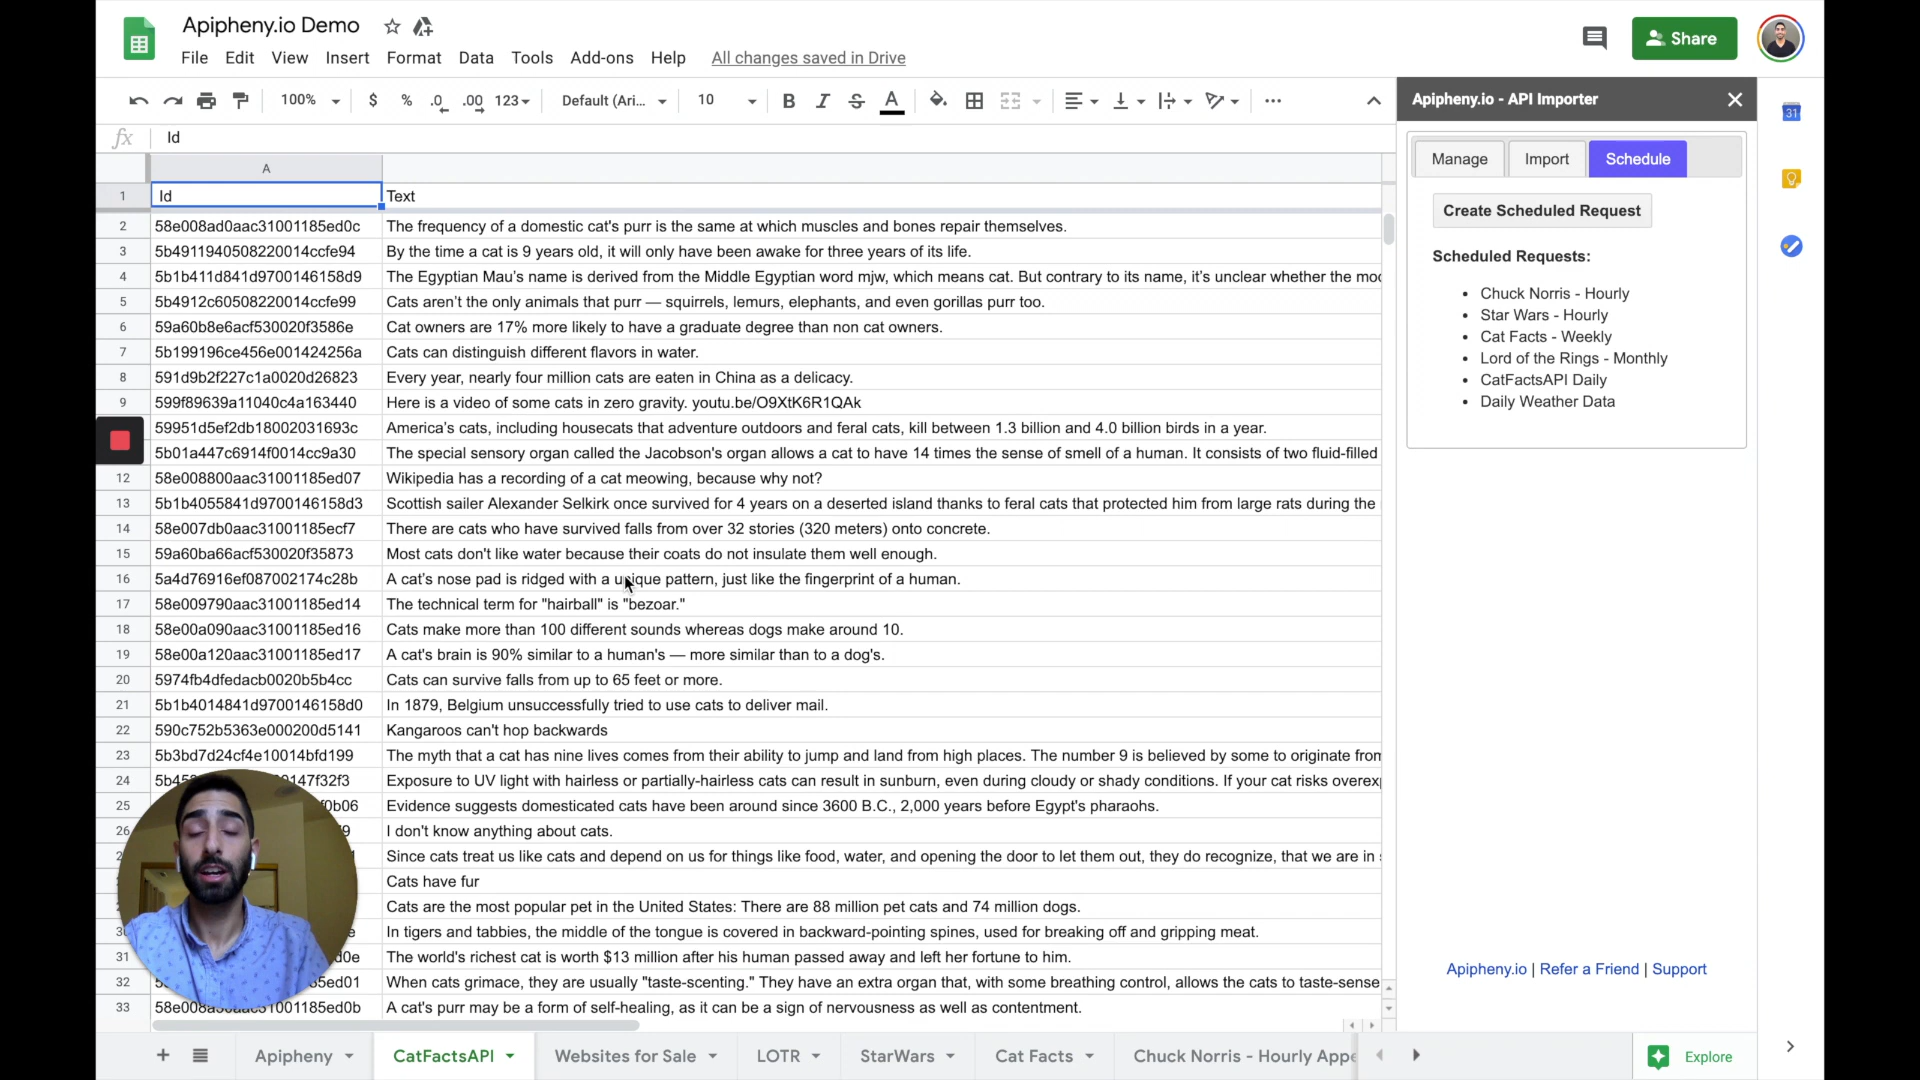 Apipheny.io Demo
File Edit View Insert Format Data Tools Add-ons Help All changes saved in Drive
Share
100% $ % .0 .00 123 Default (Ari... 10 B I S A
fx Id
A
1 Id Text
2 58e008ad0aac31001185ed0c The frequency of a domestic cat's purr is the same at which muscles and bones repair themselves.
3 5b4911940508220014ccfe94 By the time a cat is 9 years old, it will only have been awake for three years of its life.
4 5b1b411d841d9700146158d9 The Egyptian Mau’s name is derived from the Middle Egyptian word mjw, which means cat. But contrary to its name, it’s unclear whether the
5 5b4912c60508220014ccfe99 Cats aren’t the only animals that purr — squirrels, lemurs, elephants, and even gorillas purr too.
6 59a60b8e6acf530020f3586e Cat owners are 17% more likely to have a graduate degree than non cat owners.
7 5b199196ce456e001424256a Cats can distinguish different flavors in water.
8 591d9b2f227c1a0020d26823 Every year, nearly four million cats are eaten in China as a delicacy.
9 599f89639a11040c4a163440 Here is a video of some cats in zero gravity. youtu.be/O9XtK6R1QAk
59951d5ef2db18002031693c America’s cats, including housecats that adventure outdoors and feral cats, kill between 1.3 billion and 4.0 billion birds in a year.
5b01a447c6914f0014cc9a30 The special sensory organ called the Jacobson's organ allows a cat to have 14 times the sense of smell of a human. It consists of two fluid-filled
12 58e008800aac31001185ed07 Wikipedia has a recording of a cat meowing, because why not?
13 5b1b4055841d9700146158d3 Scottish sailer Alexander Selkirk once survived for 4 years on a deserted island thanks to feral cats that protected him from large rats during the
14 58e007db0aac31001185ecf7 There are cats who have survived falls from over 32 stories (320 meters) onto concrete.
15 59a60ba66acf530020f35873 Most cats don't like water because their coats do not insulate them well enough.
16 5a4d76916ef087002174c28b A cat’s nose pad is ridged with a unique pattern, just like the fingerprint of a human.
17 58e009790aac31001185ed14 The technical term for "hairball" is "bezoar."
18 58e00a090aac31001185ed16 Cats make more than 100 different sounds whereas dogs make around 10.
19 58e00a120aac31001185ed17 A cat's brain is 90% similar to a human's — more similar than to a dog's.
20 5974fb4dfedacb0020b5b4cc Cats can survive falls from up to 65 feet or more.
21 5b1b4014841d9700146158d0 In 1879, Belgium unsuccessfully tried to use cats to deliver mail.
22 590c752b5363e000200d5141 Kangaroos can't hop backwards
23 5b3bd7d24cf4e10014bfd199 The myth that a cat has nine lives comes from their ability to jump and land from high places. The number 9 is believed by some to originate from
24 Exposure to UV light with hairless or partially-hairless cats can result in sunburn, even during cloudy or shady conditions. If your cat risks
25 Evidence suggests domesticated cats have been around since 3600 B.C., 2,000 years before Egypt's pharaohs.
26 I don't know anything about cats.
Since cats treat us like cats and depend on us for things like food, water, and opening the door to let them out, they do recognize, that we are in
Cats have fur
Cats are the most popular pet in the United States: There are 88 million pet cats and 74 million dogs.
In tigers and tabbies, the middle of the tongue is covered in backward-pointing spines, used for breaking off and gripping meat.
31 The world's richest cat is worth $13 million after his human passed away and left her fortune to him.
32 When cats grimace, they are usually "taste-scenting." They have an extra organ that, with some breathing control, allows the cats to taste-sense
33 A cat's purr may be a form of self-healing, as it can be a sign of nervousness as well as contentment.
Apipheny CatFactsAPI Websites for Sale LOTR StarWars Cat Facts Chuck Norris - Hourly
Explore
Apipheny.io - API Importer
Manage Import Schedule
Create Scheduled Request
Scheduled Requests:
• Chuck Norris - Hourly
• Star Wars - Hourly
• Cat Facts - Weekly
• Lord of the Rings - Monthly
• CatFactsAPI Daily
• Daily Weather Data
Apipheny.io | Refer a Friend | Support
31